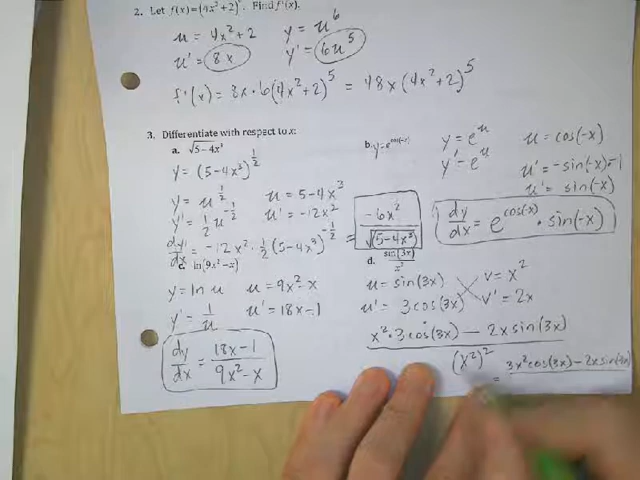 2. Let f(x)=(4x²+2)⁶. Find f'(x).
u = 4x²+2 y = u⁶
u' = 8x y' = 6u⁵
f'(x) = 8x·6(4x²+2)⁵ = 48x(4x²+2)⁵
3. Differentiate with respect to x:
a. √5-4x³
y = (5-4x³)^½
y = u^½ u = 5-4x³
y' = ½u^-½ u' = -12x²
dy/dx = -12x²·½(5-4x³)^-½ = -6x²/√(5-4x³)
b. y=e^cos(-x)
y = eᵘ u = cos(-x)
y' = eᵘ u' = -sin(-x)·-1
u' = sin(-x)
dy/dx = e^cos(-x) · sin(-x)
c. ln(9x²-x)
y = ln u u = 9x²-x
y' = 1/u u' = 18x-1
dy/dx = 18x-1/9x²-x
d. sin(3x)/x²
u = sin(3x) v = x²
u' = 3cos(3x) v' = 2x
x²·3cos(3x) - 2x sin(3x)
(x²)²
= 3x²cos(3x)-2x sin(3x)